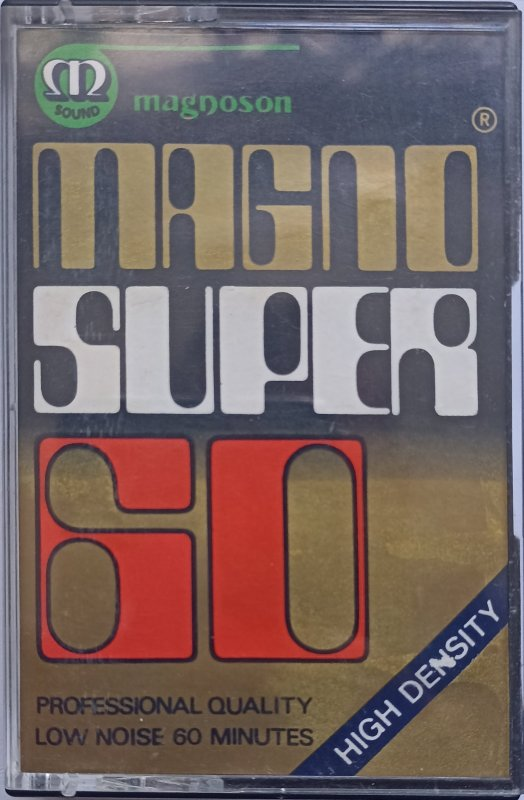 m
SOUND
magnoson
®
MAGNO
SUPER
60
PROFESSIONAL QUALITY
LOW NOISE 60 MINUTES
HIGH DENSITY